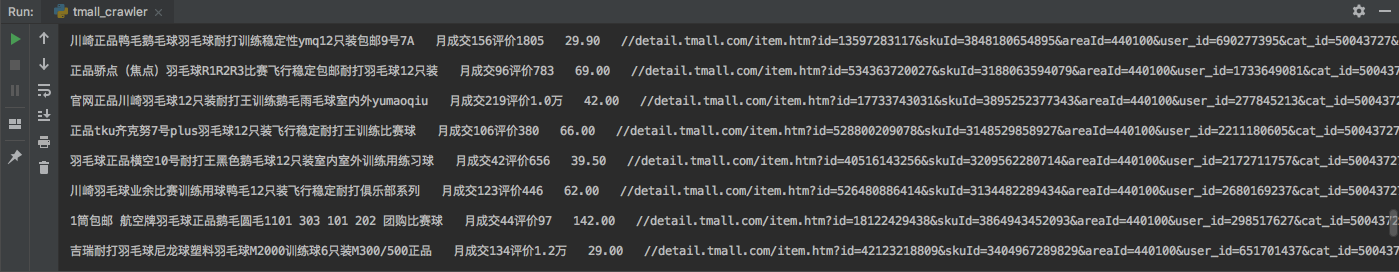 Run: tmall_crawler
川崎正品鸭毛鹅毛球羽毛球耐打训练稳定性ymq12只装包邮9号7A 月成交156评价1805 29.90 //detail.tmall.com/item.htm?id=13597283117&skuId=3848180654895&areaId=440100&user_id=690277395&cat_id=50043727&
正品骄点（焦点）羽毛球R1R2R3比赛飞行稳定包邮耐打羽毛球12只装 月成交96评价783 69.00 //detail.tmall.com/item.htm?id=534363720027&skuId=3188063594079&areaId=440100&user_id=1733649081&cat_id=5004372
官网正品川崎羽毛球12只装耐打王训练鹅毛雨毛球室内外yumaoqiu 月成交219评价1.0万 42.00 //detail.tmall.com/item.htm?id=17733743031&skuId=3895252377343&areaId=440100&user_id=277845213&cat_id=5004372
正品tku齐克努7号plus羽毛球12只装飞行稳定耐打王训练比赛球 月成交106评价380 66.00 //detail.tmall.com/item.htm?id=528800209078&skuId=3148529858927&areaId=440100&user_id=2211180605&cat_id=50043727
羽毛球正品横空10号耐打王黑色鹅毛球12只装室内室外训练用练习球 月成交42评价656 39.50 //detail.tmall.com/item.htm?id=40516143256&skuId=3209562280714&areaId=440100&user_id=2172711757&cat_id=5004372
川崎羽毛球业余比赛训练用球鸭毛12只装飞行稳定耐打俱乐部系列 月成交123评价446 62.00 //detail.tmall.com/item.htm?id=526480886414&skuId=3134482289434&areaId=440100&user_id=2680169237&cat_id=5004372
1筒包邮 航空牌羽毛球正品鹅毛圆毛1101 303 101 202 团购比赛球 月成交44评价97 142.00 //detail.tmall.com/item.htm?id=18122429438&skuId=3864943452093&areaId=440100&user_id=298517627&cat_id=5004372
吉瑞耐打羽毛球尼龙球塑料羽毛球M2000训练球6只装M300/500正品 月成交134评价1.2万 29.00 //detail.tmall.com/item.htm?id=42123218809&skuId=3404967289829&areaId=440100&user_id=651701437&cat_id=5004372